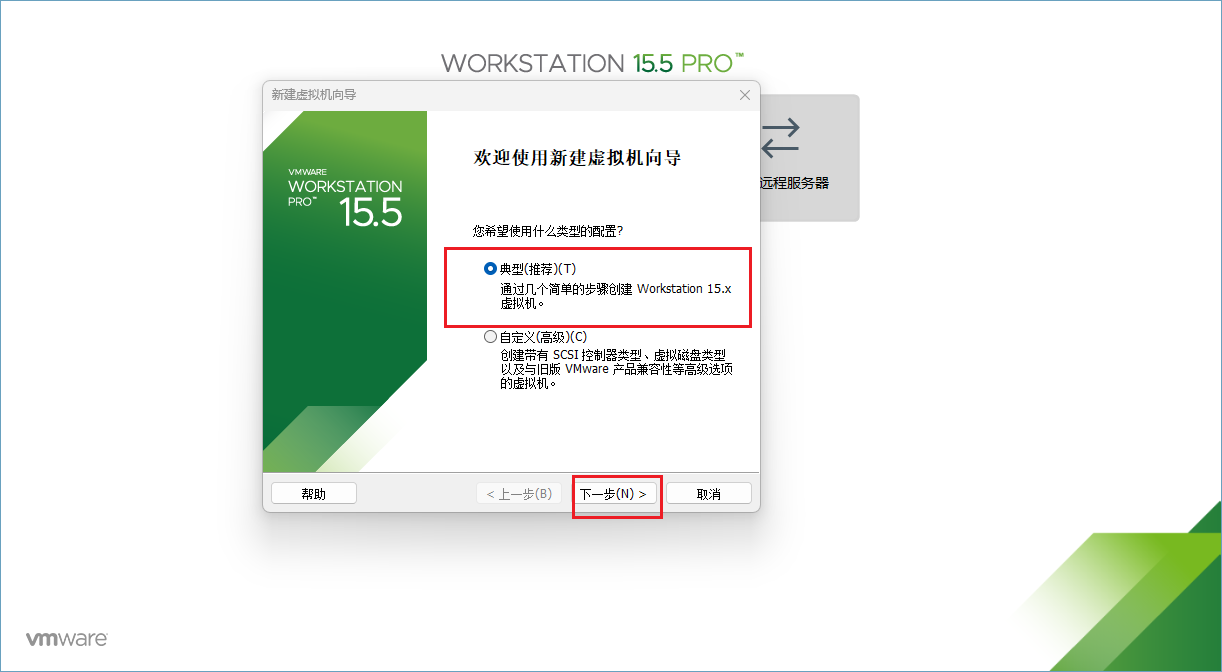 WORKSTATION 15.5 PRO™
新建虚拟机向导
远程服务器
VMWARE
WORKSTATION
PRO™ 15.5
欢迎使用新建虚拟机向导
您希望使用什么类型的配置?
典型(推荐)(T)
通过几个简单的步骤创建 Workstation 15.x
虚拟机。
自定义(高级)(C)
创建带有 SCSI 控制器类型、虚拟磁盘类型
以及与旧版 VMware 产品兼容性等高级选项
的虚拟机。
帮助
< 上一步(B)
下一步(N) >
取消
vmware